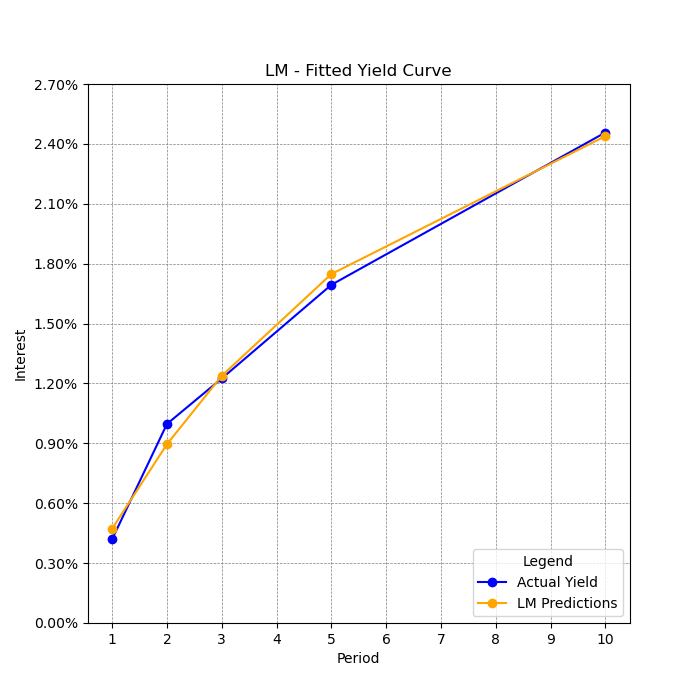 LM - Fitted Yield Curve
2.70%
2.40%
2.10%
1.80%
1.50%
1.20%
0.90%
0.60%
0.30%
0.00%
Interest
Legend
Actual Yield
LM Predictions
1 2 3 4 5 6 7 8 9 10
Period